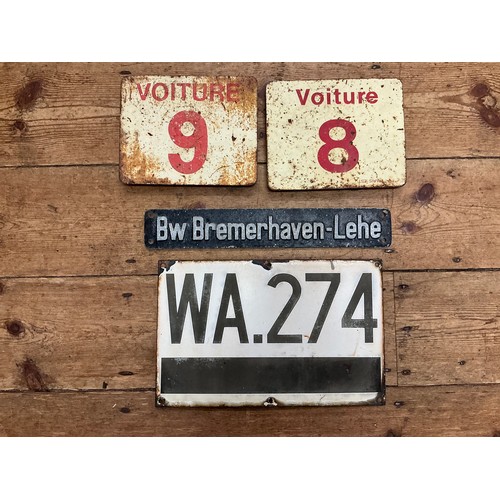 VOITURE
9
Voiture
8
Bw Bremerhaven-Lehe
WA.274